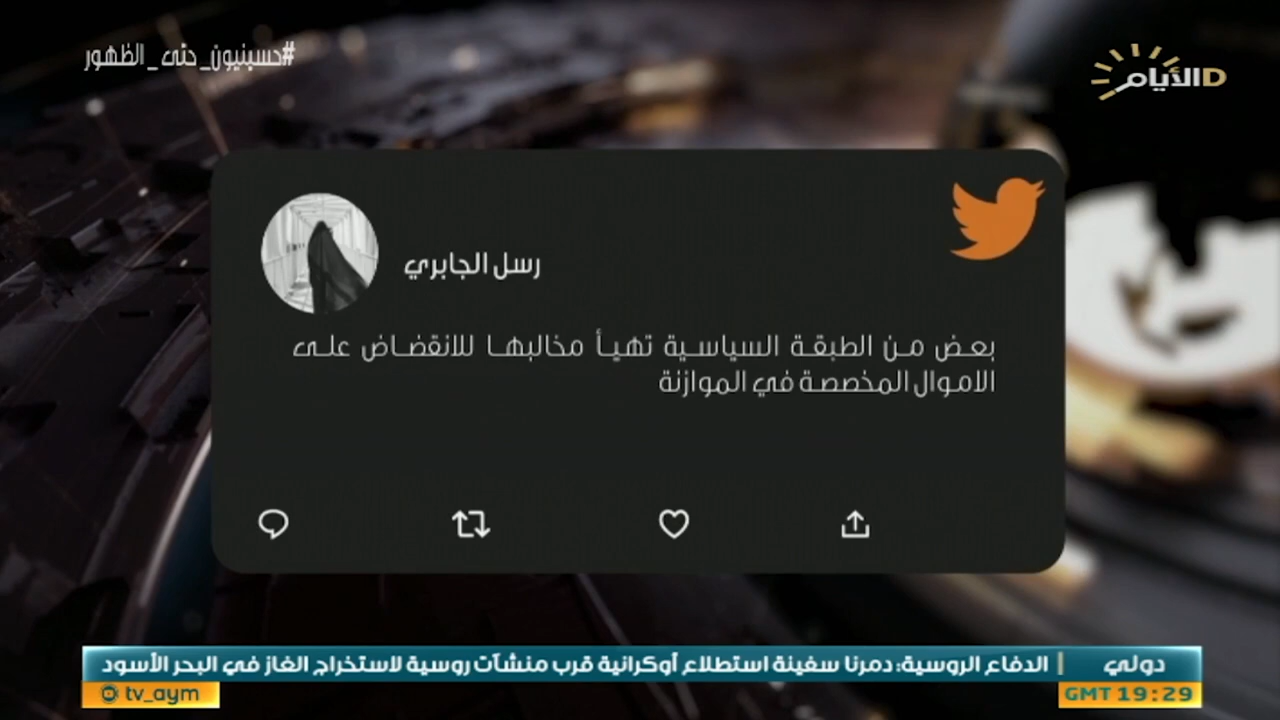 #حسينيون_حتى_الظهور
الأيام D
رسل الجابري
بعض من الطبقة السياسية تهيأ مخالبها للانقضاض على
الاموال المخصصة في الموازنة
دولي | الدفاع الروسية: دمرنا سفينة استطلاع أوكرانية قرب منشآت روسية لاستخراج الغاز في البحر الأسود
GMT 19:29
tv_aym